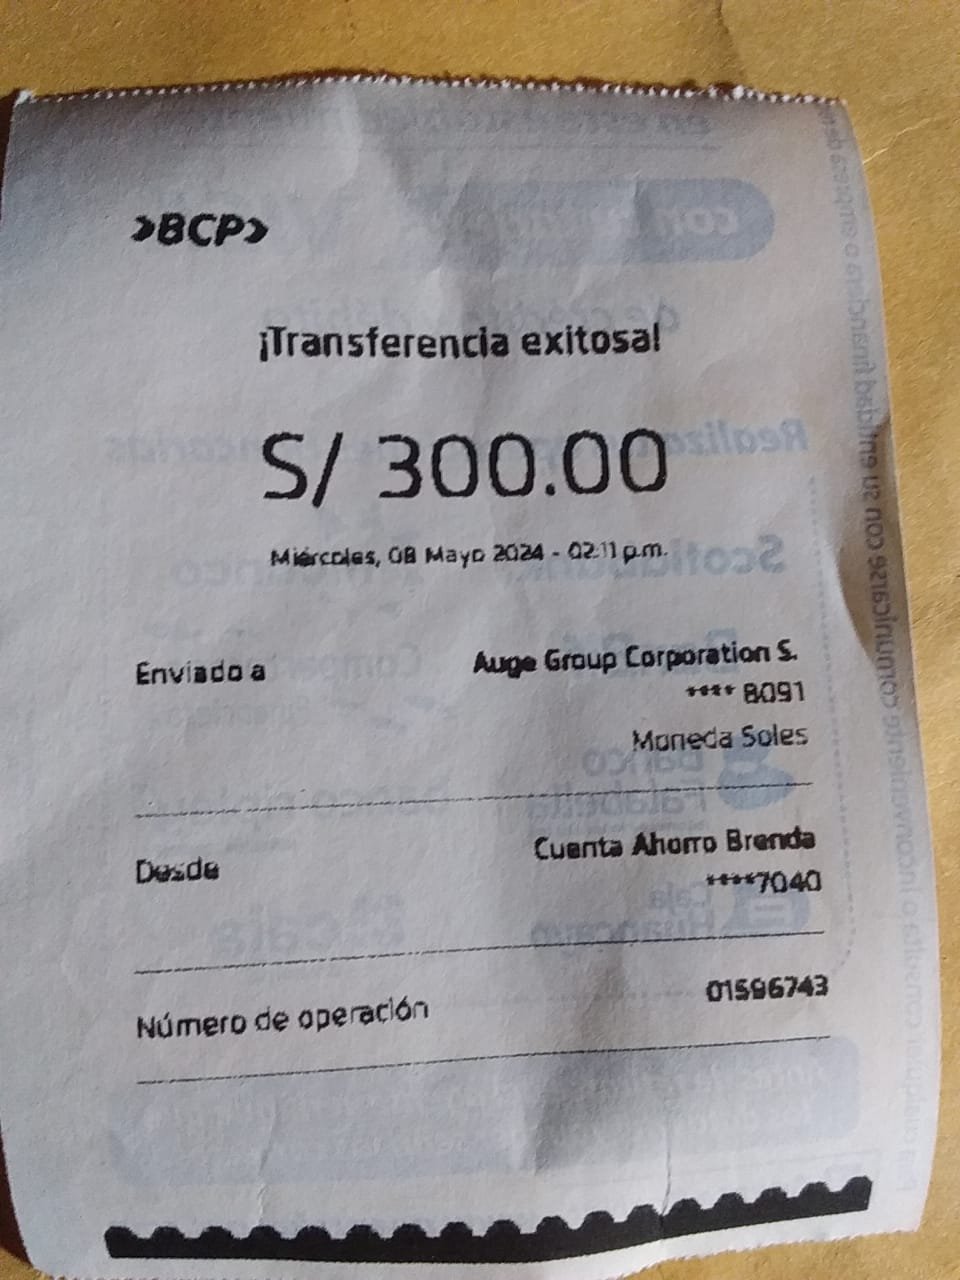 >BCP>
¡Transferencia exitosa!
S/ 300.00
Miércoles, 08 Mayo 2024 - 02:11 p.m.
Enviado a
Auge Group Corporation S.
**** 8091
Moneda Soles
Desde
Cuenta Ahorro Brenda
****7040
Número de operación
01596743